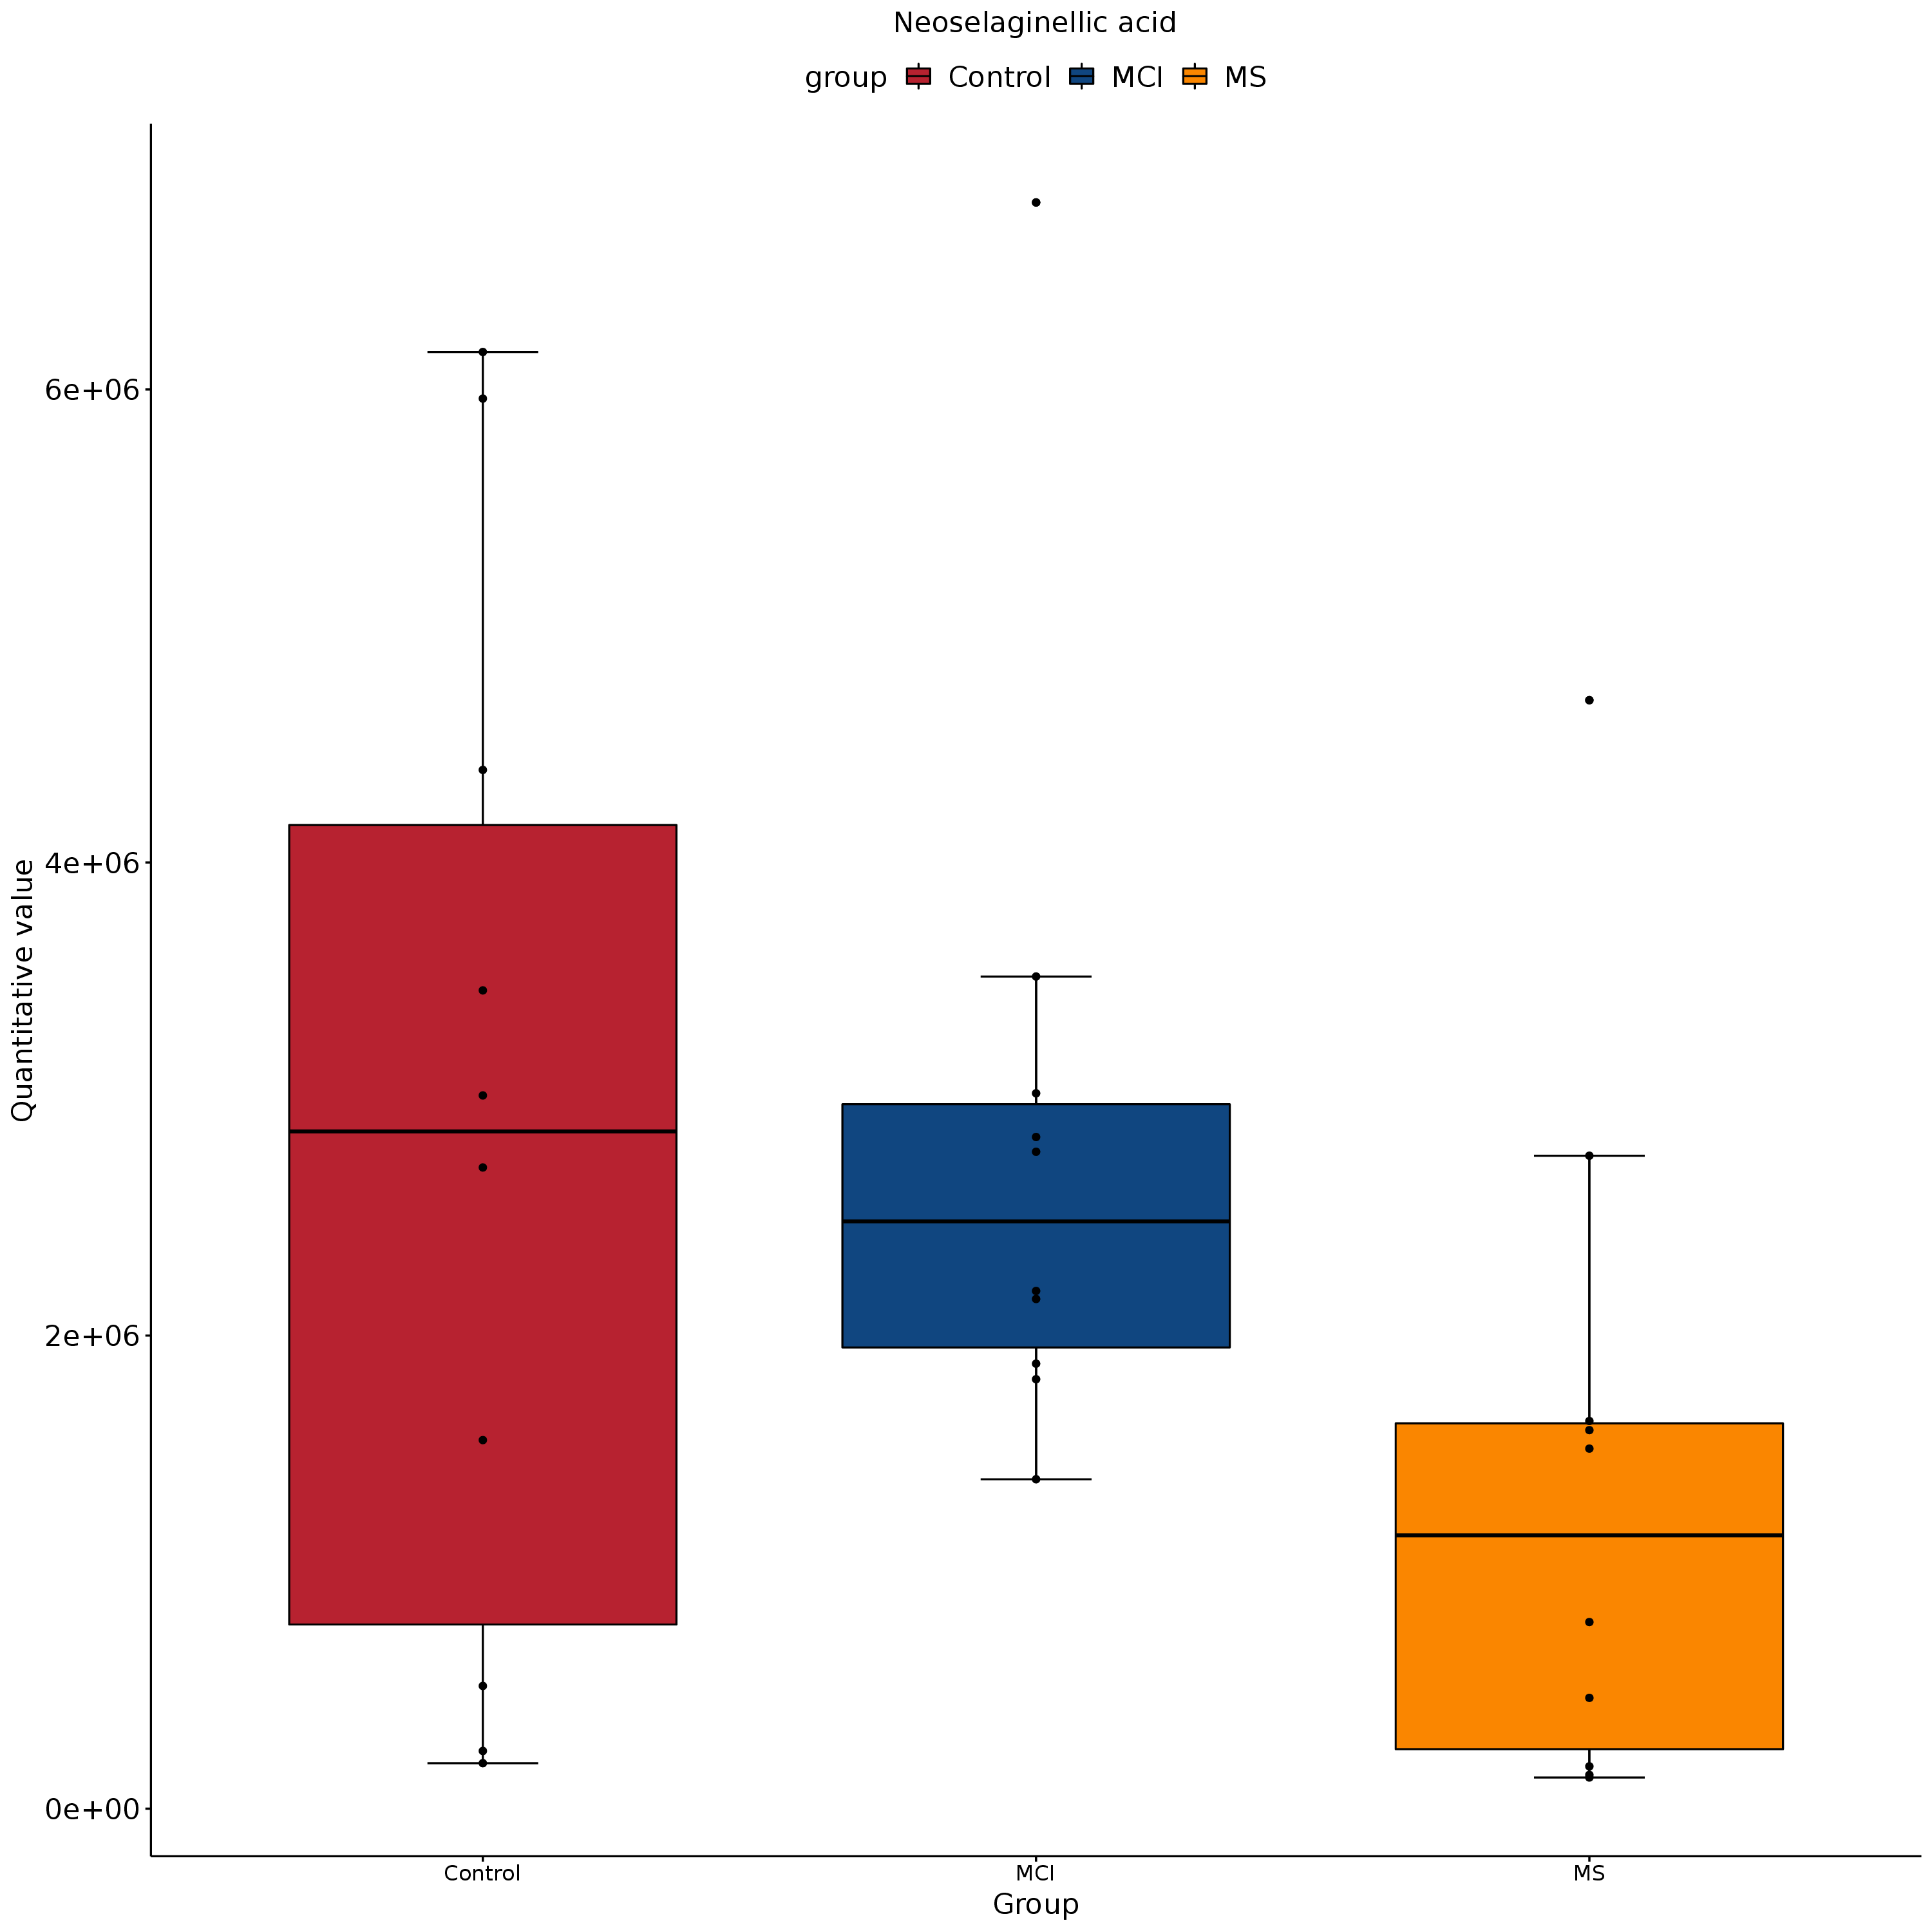 Neoselaginellic acid
group Control MCI MS
Quantitative value
6e+06
4e+06
2e+06
0e+00
Control MCI MS
Group